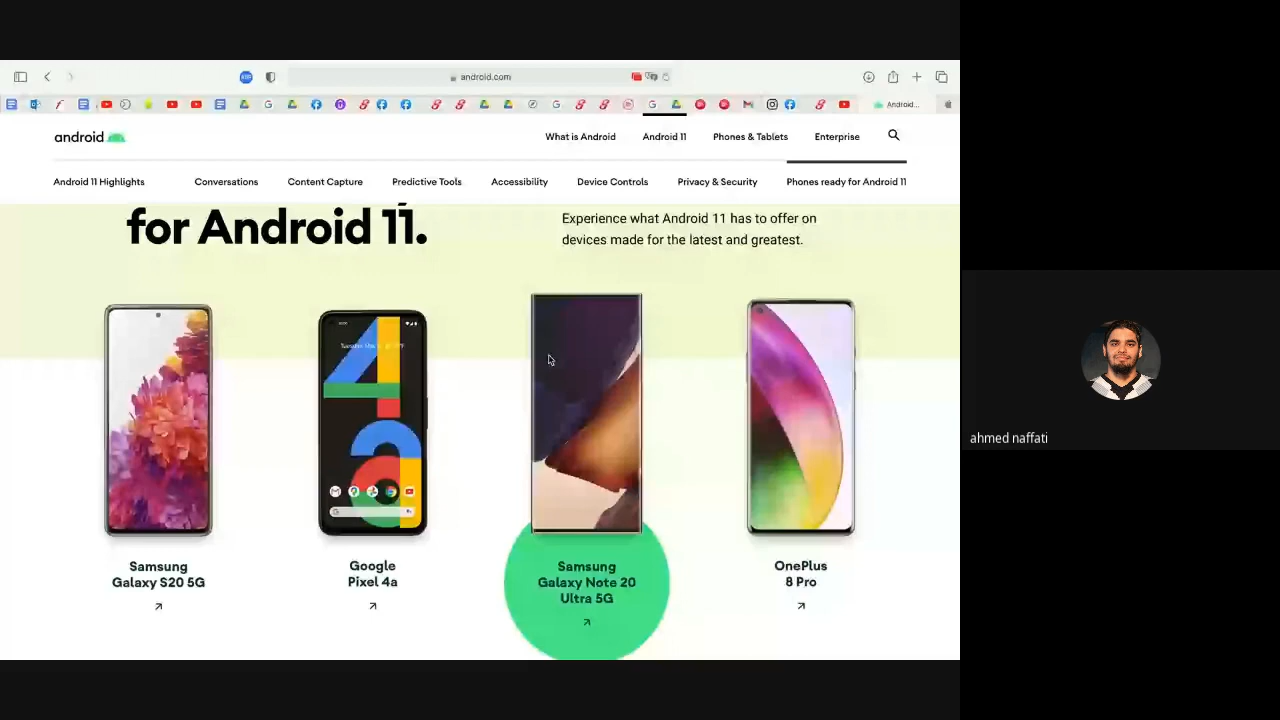 android.com
Android...
android
What is Android
Android 11
Phones & Tablets
Enterprise
Android 11 Highlights
Conversations
Content Capture
Predictive Tools
Accessibility
Device Controls
Privacy & Security
Phones ready for Android 11
for Android 11.
Experience what Android 11 has to offer on
devices made for the latest and greatest.
Samsung
Galaxy S20 5G
Google
Pixel 4a
Samsung
Galaxy Note 20
Ultra 5G
OnePlus
8 Pro
ahmed naffati